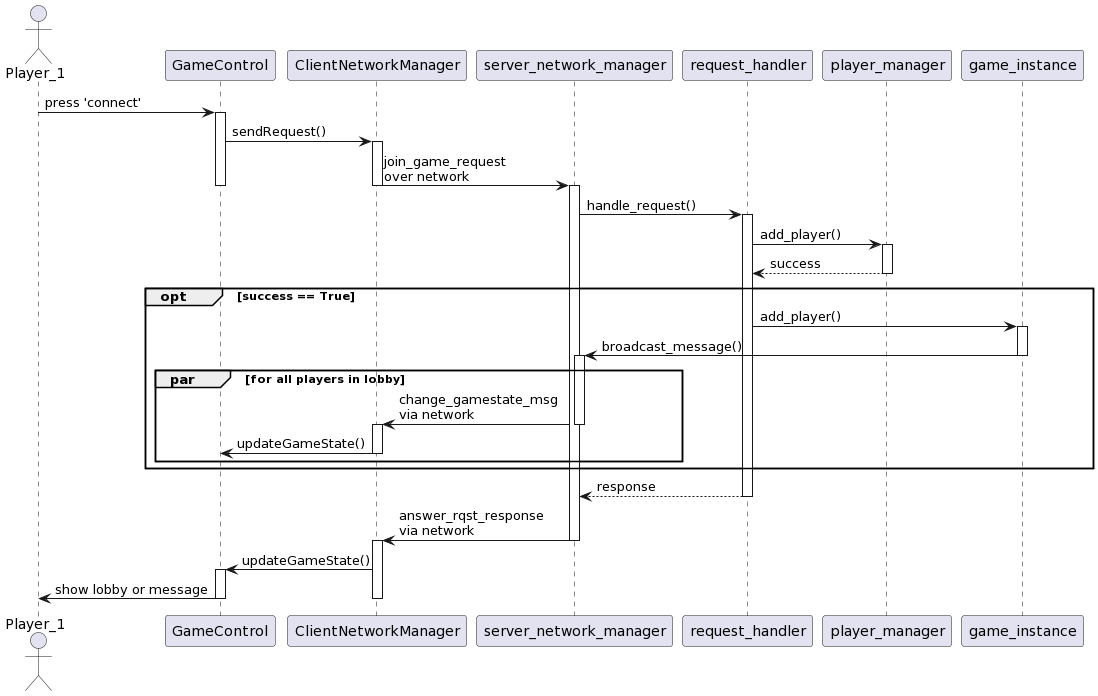 Player_1
GameControl
ClientNetworkManager
server_network_manager
request_handler
player_manager
game_instance
press 'connect'
sendRequest()
join_game_request
over network
handle_request()
add_player()
success
opt
[success == True]
add_player()
broadcast_message()
par
[for all players in lobby]
change_gamestate_msg
via network
updateGameState()
response
answer_rqst_response
via network
updateGameState()
show lobby or message
Player_1
GameControl
ClientNetworkManager
server_network_manager
request_handler
player_manager
game_instance